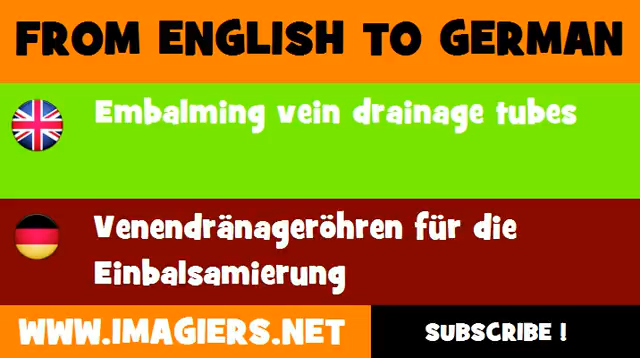 FROM ENGLISH TO GERMAN
Embalming vein drainage tubes
Venendränageröhren für die
Einbalsamierung
WWW.IMAGIERS.NET
SUBSCRIBE !